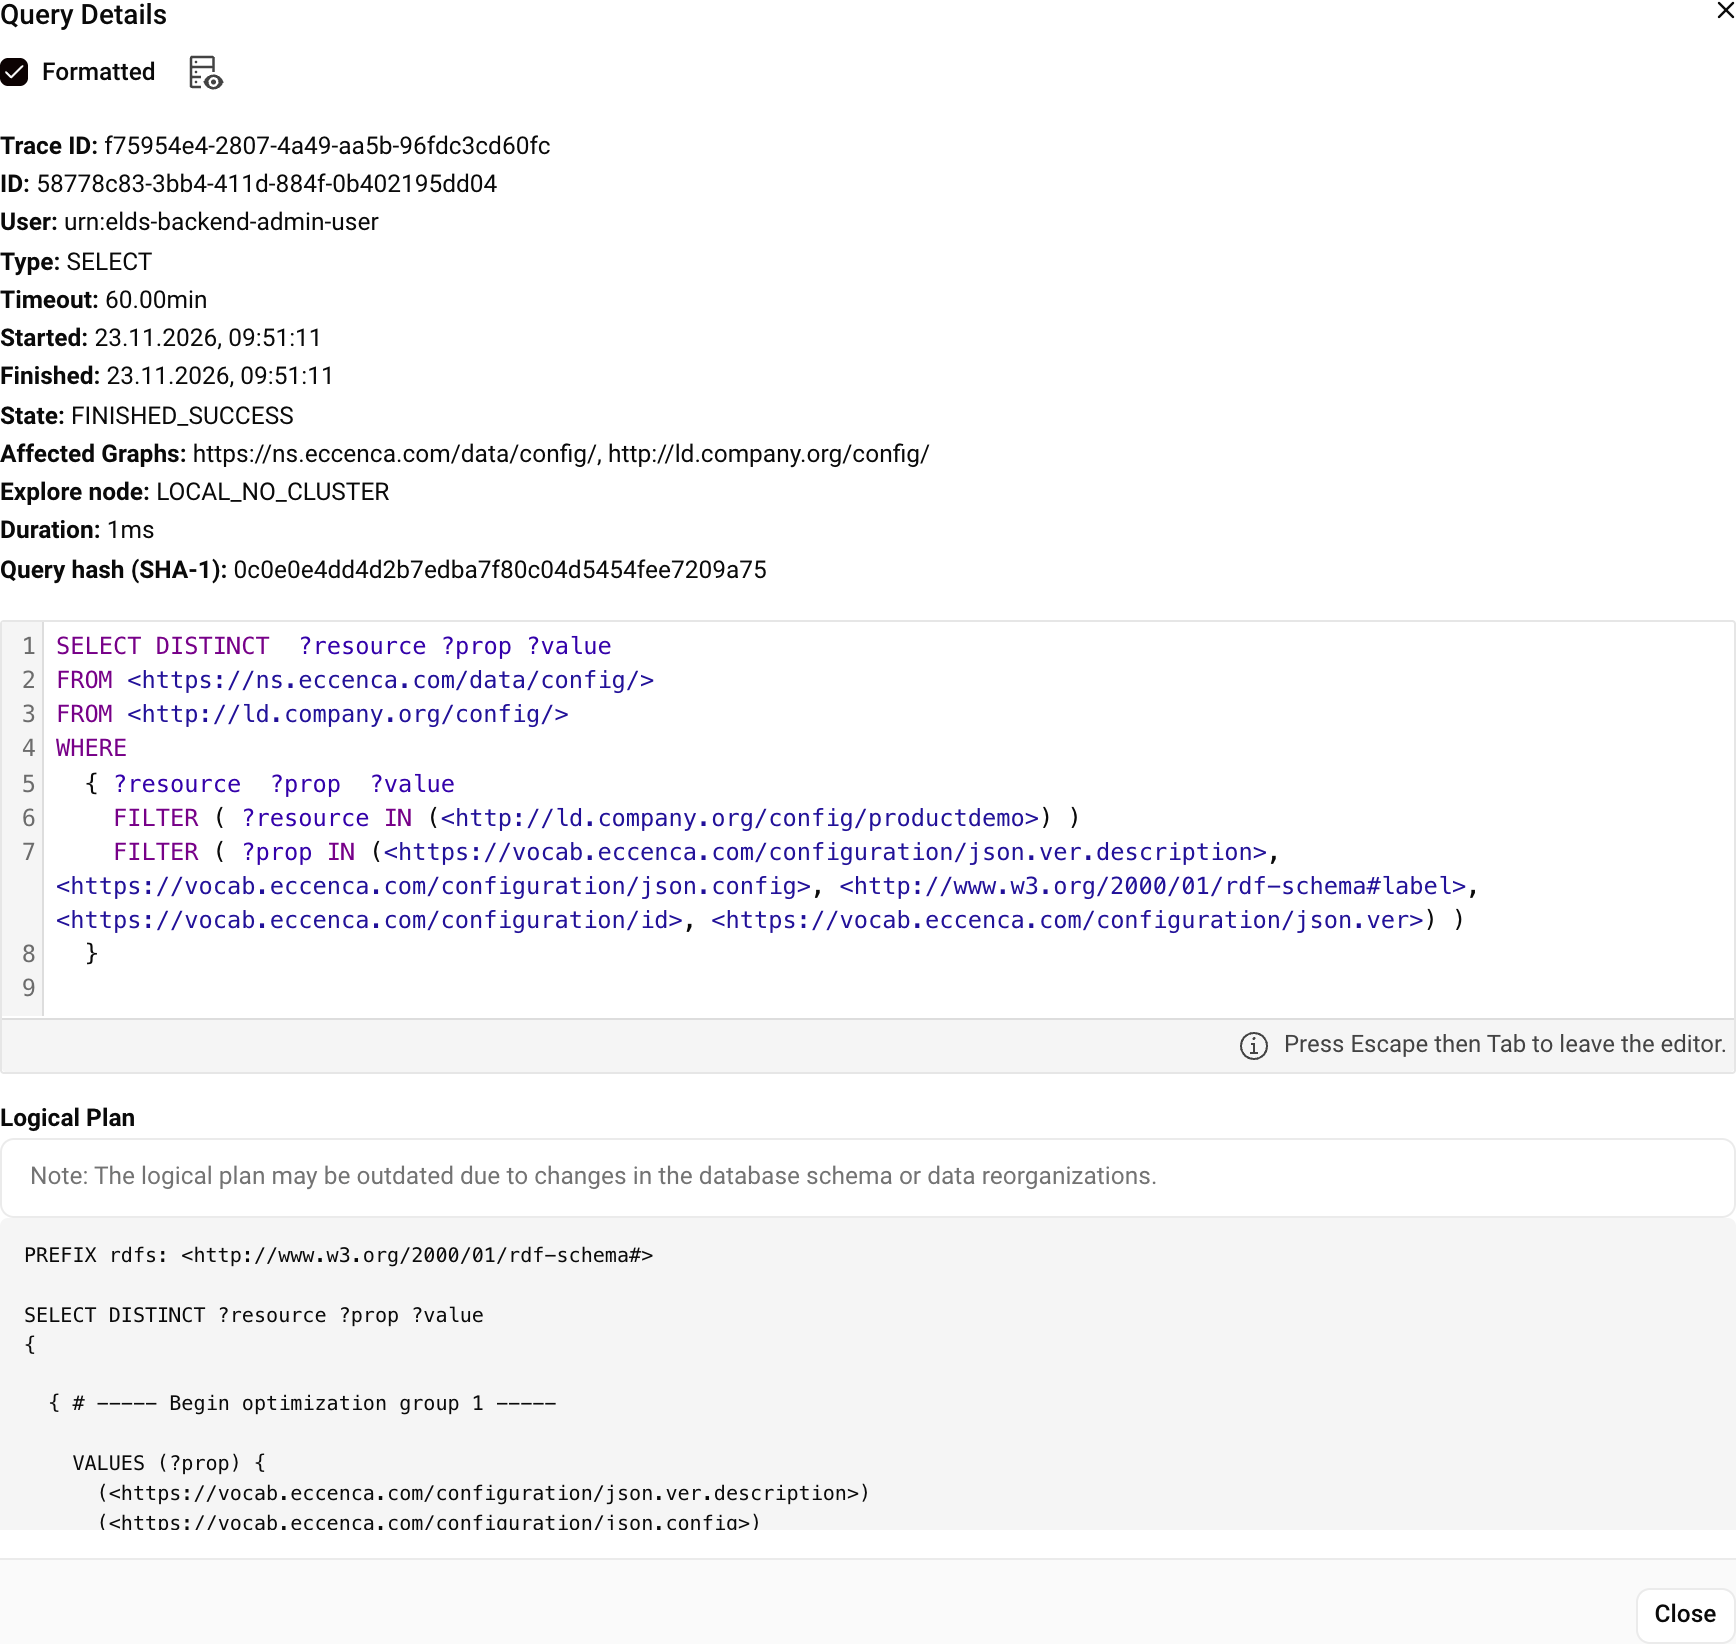 Query Details
Formatted
Trace ID: f75954e4-2807-4a49-aa5b-96fdc3cd60fc
ID: 58778c83-3bb4-411d-884f-0b402195dd04
User: urn:elds-backend-admin-user
Type: SELECT
Timeout: 60.00min
Started: 23.11.2026, 09:51:11
Finished: 23.11.2026, 09:51:11
State: FINISHED_SUCCESS
Affected Graphs: https://ns.eccenca.com/data/config/, http://ld.company.org/config/
Explore node: LOCAL_NO_CLUSTER
Duration: 1ms
Query hash (SHA-1): 0c0e0e4dd4d2b7edba7f80c04d5454fee7209a75
1 SELECT DISTINCT  ?resource ?prop ?value
2 FROM <https://ns.eccenca.com/data/config/>
3 FROM <http://ld.company.org/config/>
4 WHERE
5   { ?resource  ?prop  ?value
6     FILTER ( ?resource IN (<http://ld.company.org/config/productdemo>) )
7     FILTER ( ?prop IN (<https://vocab.eccenca.com/configuration/json.ver.description>,
<https://vocab.eccenca.com/configuration/json.config>, <http://www.w3.org/2000/01/rdf-schema#label>,
<https://vocab.eccenca.com/configuration/id>, <https://vocab.eccenca.com/configuration/json.ver>) )
8   }
9
Press Escape then Tab to leave the editor.
Logical Plan
Note: The logical plan may be outdated due to changes in the database schema or data reorganizations.
PREFIX rdfs: <http://www.w3.org/2000/01/rdf-schema#>
SELECT DISTINCT ?resource ?prop ?value
{
  { # ----- Begin optimization group 1 -----
    VALUES (?prop) {
      (<https://vocab.eccenca.com/configuration/json.ver.description>)
      (<https://vocab.eccenca.com/configuration/json.config>)
Close